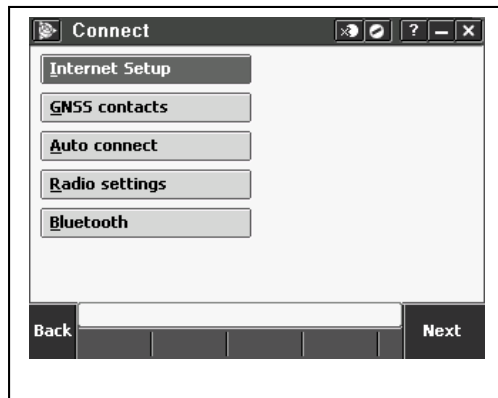 Connect ? – ×
Internet Setup
GNSS contacts
Auto connect
Radio settings
Bluetooth
Back Next